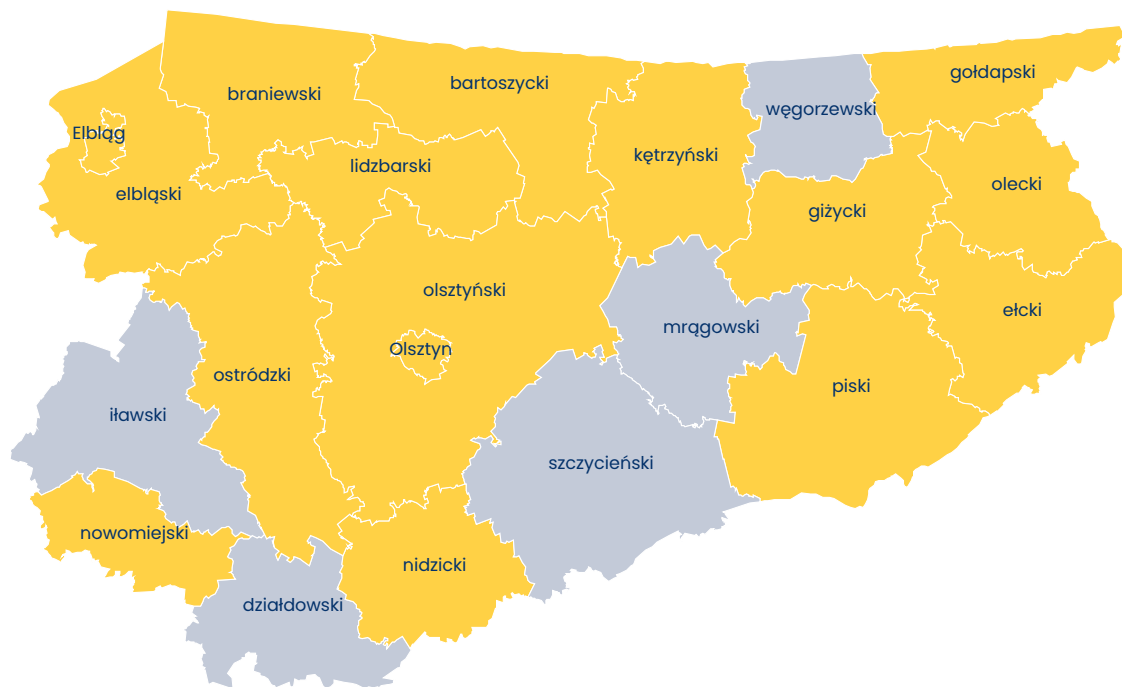 gołdapski
bartoszycki
braniewski
węgorzewski
Elbląg
kętrzyński
lidzbarski
olecki
elbląski
giżycki
olsztyński
ełcki
mrągowski
Olsztyn
ostródzki
piski
iławski
szczycieński
nowomiejski
nidzicki
działdowski